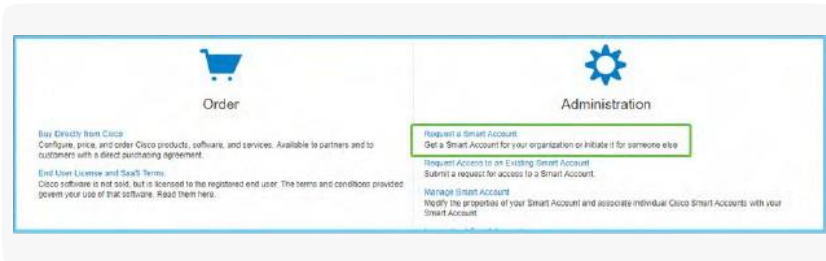 Order
Buy Directly from Cisco
Configure, price, and order Cisco products, software, and services. Available to partners and to
customers with a direct purchasing agreement.
End User License and SaaS Terms
Cisco software is not sold, but is licensed to the registered end user. The terms and conditions provided
govern your use of that software. Read them here.
Administration
Request a Smart Account
Get a Smart Account for your organization or initiate it for someone else
Request Access to an Existing Smart Account
Submit a request for access to a Smart Account.
Manage Smart Account
Modify the properties of your Smart Account and associate individual Cisco Smart Accounts with your
Smart Account